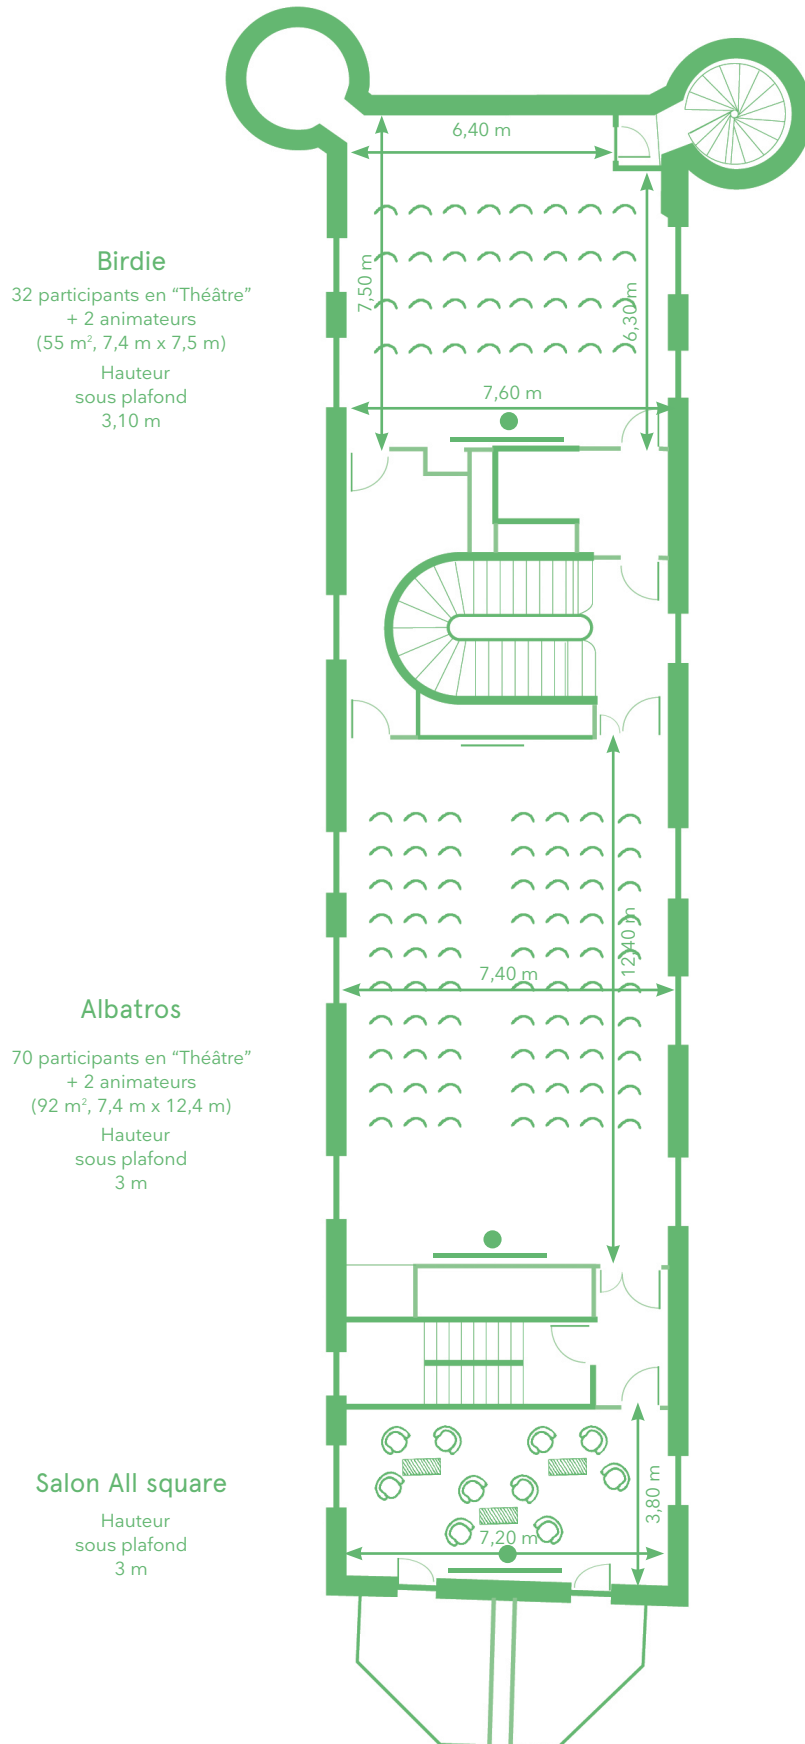 6,40 m
Birdie
32 participants en “Théâtre”
+ 2 animateurs
(55 m², 7,4 m x 7,5 m)
Hauteur
sous plafond
3,10 m
7,50 m
6,30 m
7,60 m
12,40 m
7,40 m
Albatros
70 participants en “Théâtre”
+ 2 animateurs
(92 m², 7,4 m x 12,4 m)
Hauteur
sous plafond
3 m
Salon All square
Hauteur
sous plafond
3 m
3,80 m
7,20 m